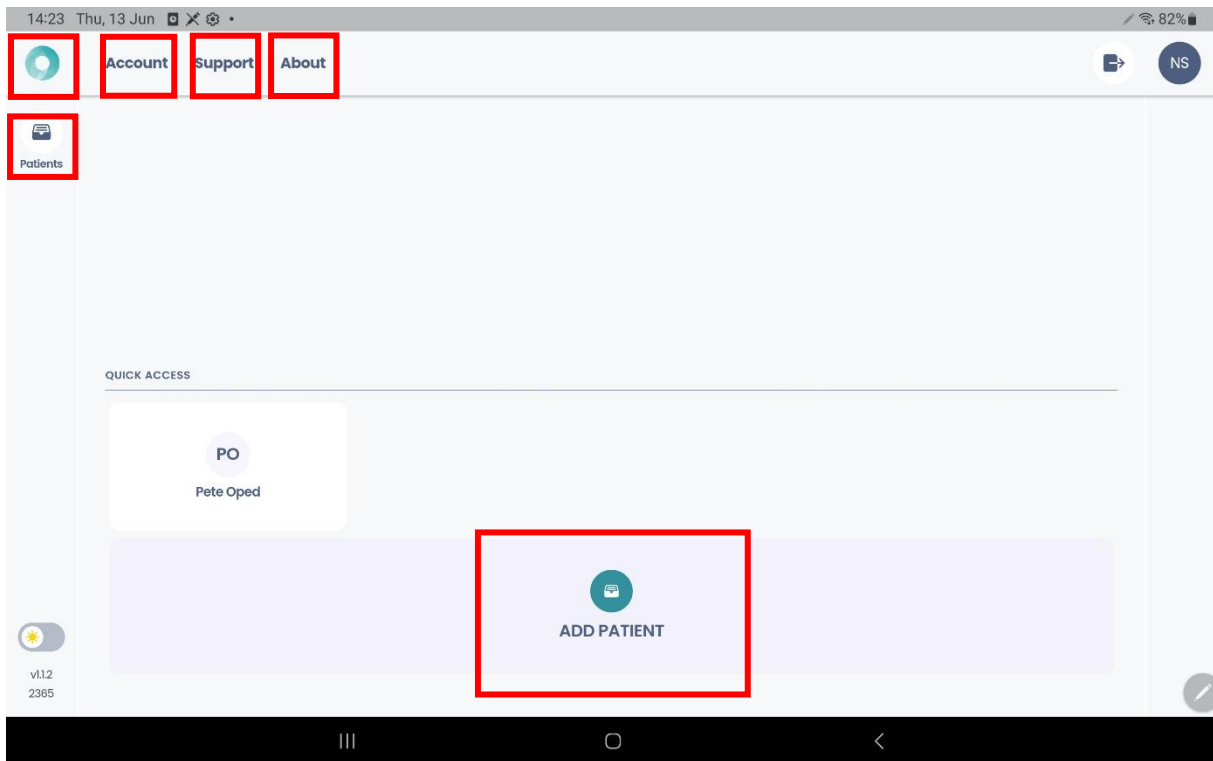 14:23 Thu, 13 Jun
82%
Account Support About
NS
Patients
QUICK ACCESS
PO
Pete Oped
ADD PATIENT
v1.1.2
2365